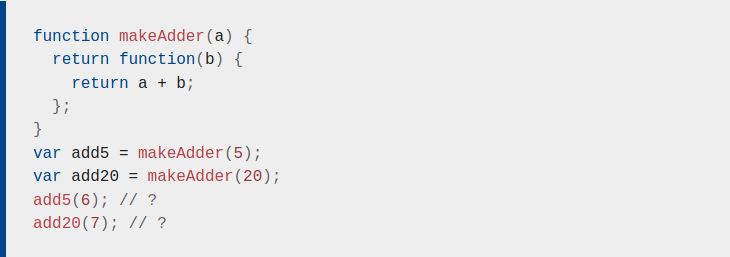 function makeAdder(a) {
  return function(b) {
    return a + b;
  };
}
var add5 = makeAdder(5);
var add20 = makeAdder(20);
add5(6); // ?
add20(7); // ?